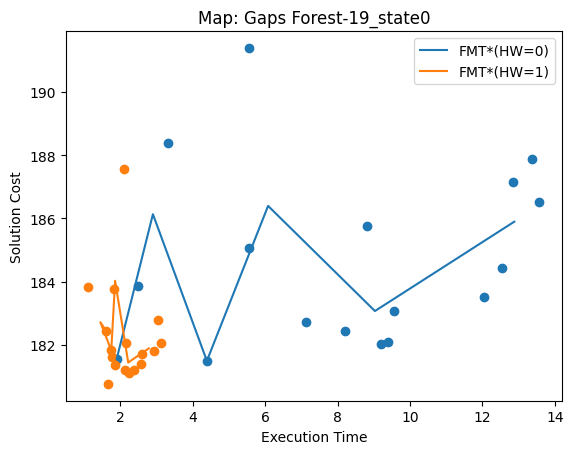 Map: Gaps Forest-19_state0
FMT*(HW=0)
FMT*(HW=1)
190
188
186
184
182
Solution Cost
2 4 6 8 10 12 14
Execution Time